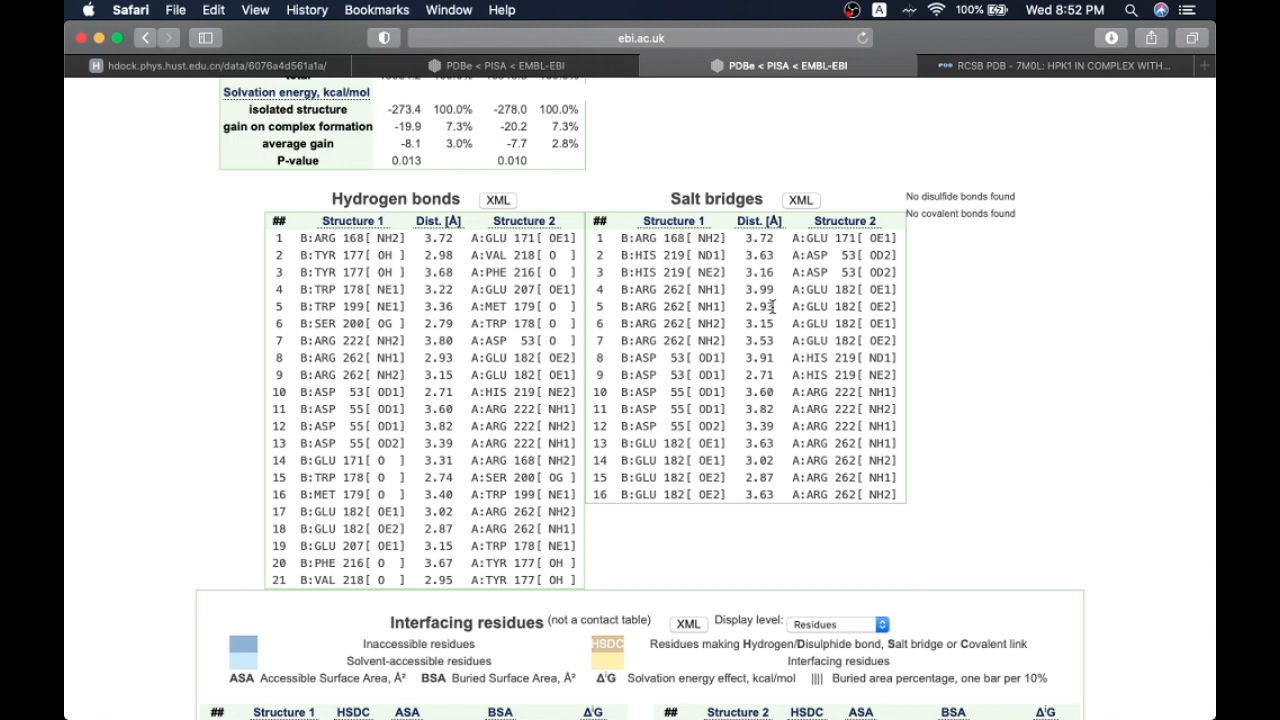 Safari File Edit View History Bookmarks Window Help A 100% Wed 8:52 PM
ebi.ac.uk
H hdock.phys.hust.edu.cn/data/6076a4d561a1a/ PDBe < PISA < EMBL-EBI PDBe < PISA < EMBL-EBI PDB RCSB PDB - 7M0L: HPK1 IN COMPLEX WITH...
Solvation energy, kcal/mol
isolated structure -273.4 100.0% -278.0 100.0%
gain on complex formation -19.9 7.3% -20.2 7.3%
average gain -8.1 3.0% -7.7 2.8%
P-value 0.013 0.010
Hydrogen bonds XML
## Structure 1 Dist. [Å] Structure 2
1 B:ARG 168[ NH2] 3.72 A:GLU 171[ OE1]
2 B:TYR 177[ OH ] 2.98 A:VAL 218[ O ]
3 B:TYR 177[ OH ] 3.68 A:PHE 216[ O ]
4 B:TRP 178[ NE1] 3.22 A:GLU 207[ OE1]
5 B:TRP 199[ NE1] 3.36 A:MET 179[ O ]
6 B:SER 200[ OG ] 2.79 A:TRP 178[ O ]
7 B:ARG 222[ NH2] 3.80 A:ASP 53[ O ]
8 B:ARG 262[ NH1] 2.93 A:GLU 182[ OE2]
9 B:ARG 262[ NH2] 3.15 A:GLU 182[ OE1]
10 B:ASP 53[ OD1] 2.71 A:HIS 219[ NE2]
11 B:ASP 55[ OD1] 3.60 A:ARG 222[ NH1]
12 B:ASP 55[ OD1] 3.82 A:ARG 222[ NH2]
13 B:ASP 55[ OD2] 3.39 A:ARG 222[ NH1]
14 B:GLU 171[ O ] 3.31 A:ARG 168[ NH2]
15 B:TRP 178[ O ] 2.74 A:SER 200[ OG ]
16 B:MET 179[ O ] 3.40 A:TRP 199[ NE1]
17 B:GLU 182[ OE1] 3.02 A:ARG 262[ NH2]
18 B:GLU 182[ OE2] 2.87 A:ARG 262[ NH1]
19 B:GLU 207[ OE1] 3.15 A:TRP 178[ NE1]
20 B:PHE 216[ O ] 3.67 A:TYR 177[ OH ]
21 B:VAL 218[ O ] 2.95 A:TYR 177[ OH ]
Salt bridges XML
## Structure 1 Dist. [Å] Structure 2
1 B:ARG 168[ NH2] 3.72 A:GLU 171[ OE1]
2 B:HIS 219[ ND1] 3.63 A:ASP 53[ OD2]
3 B:HIS 219[ NE2] 3.16 A:ASP 53[ OD2]
4 B:ARG 262[ NH1] 3.99 A:GLU 182[ OE1]
5 B:ARG 262[ NH1] 2.93 A:GLU 182[ OE2]
6 B:ARG 262[ NH2] 3.15 A:GLU 182[ OE1]
7 B:ARG 262[ NH2] 3.53 A:GLU 182[ OE2]
8 B:ASP 53[ OD1] 3.91 A:HIS 219[ ND1]
9 B:ASP 53[ OD1] 2.71 A:HIS 219[ NE2]
10 B:ASP 55[ OD1] 3.60 A:ARG 222[ NH1]
11 B:ASP 55[ OD1] 3.82 A:ARG 222[ NH2]
12 B:ASP 55[ OD2] 3.39 A:ARG 222[ NH1]
13 B:GLU 182[ OE1] 3.63 A:ARG 262[ NH1]
14 B:GLU 182[ OE1] 3.02 A:ARG 262[ NH2]
15 B:GLU 182[ OE2] 2.87 A:ARG 262[ NH1]
16 B:GLU 182[ OE2] 3.63 A:ARG 262[ NH2]
No disulfide bonds found
No covalent bonds found
Interfacing residues (not a contact table) XML Display level: Residues
Inaccessible residues HSDC Residues making Hydrogen/Disulphide bond, Salt bridge or Covalent link
Solvent-accessible residues Interfacing residues
ASA Accessible Surface Area, Å² BSA Buried Surface Area, Å² ΔⁱG Solvation energy effect, kcal/mol |||| Buried area percentage, one bar per 10%
## Structure 1 HSDC ASA BSA ΔⁱG ## Structure 2 HSDC ASA BSA ΔⁱG